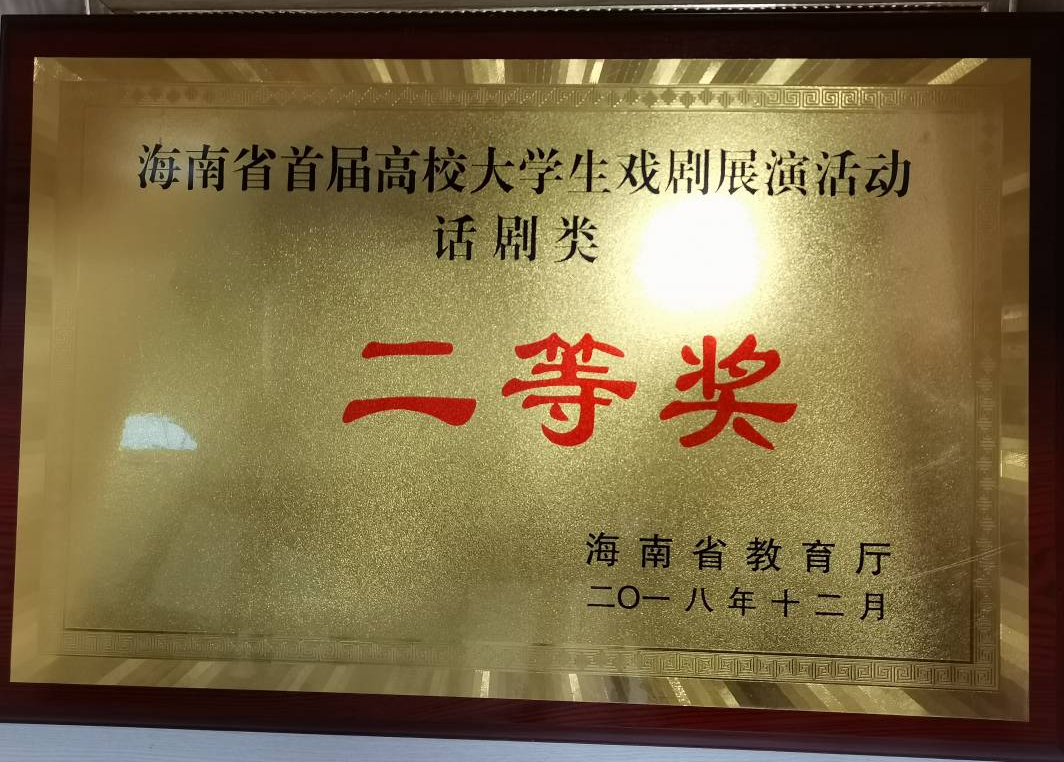 海南省首届高校大学生戏剧展演活动
话剧类
二等奖
海南省教育厅
二〇一八年十二月